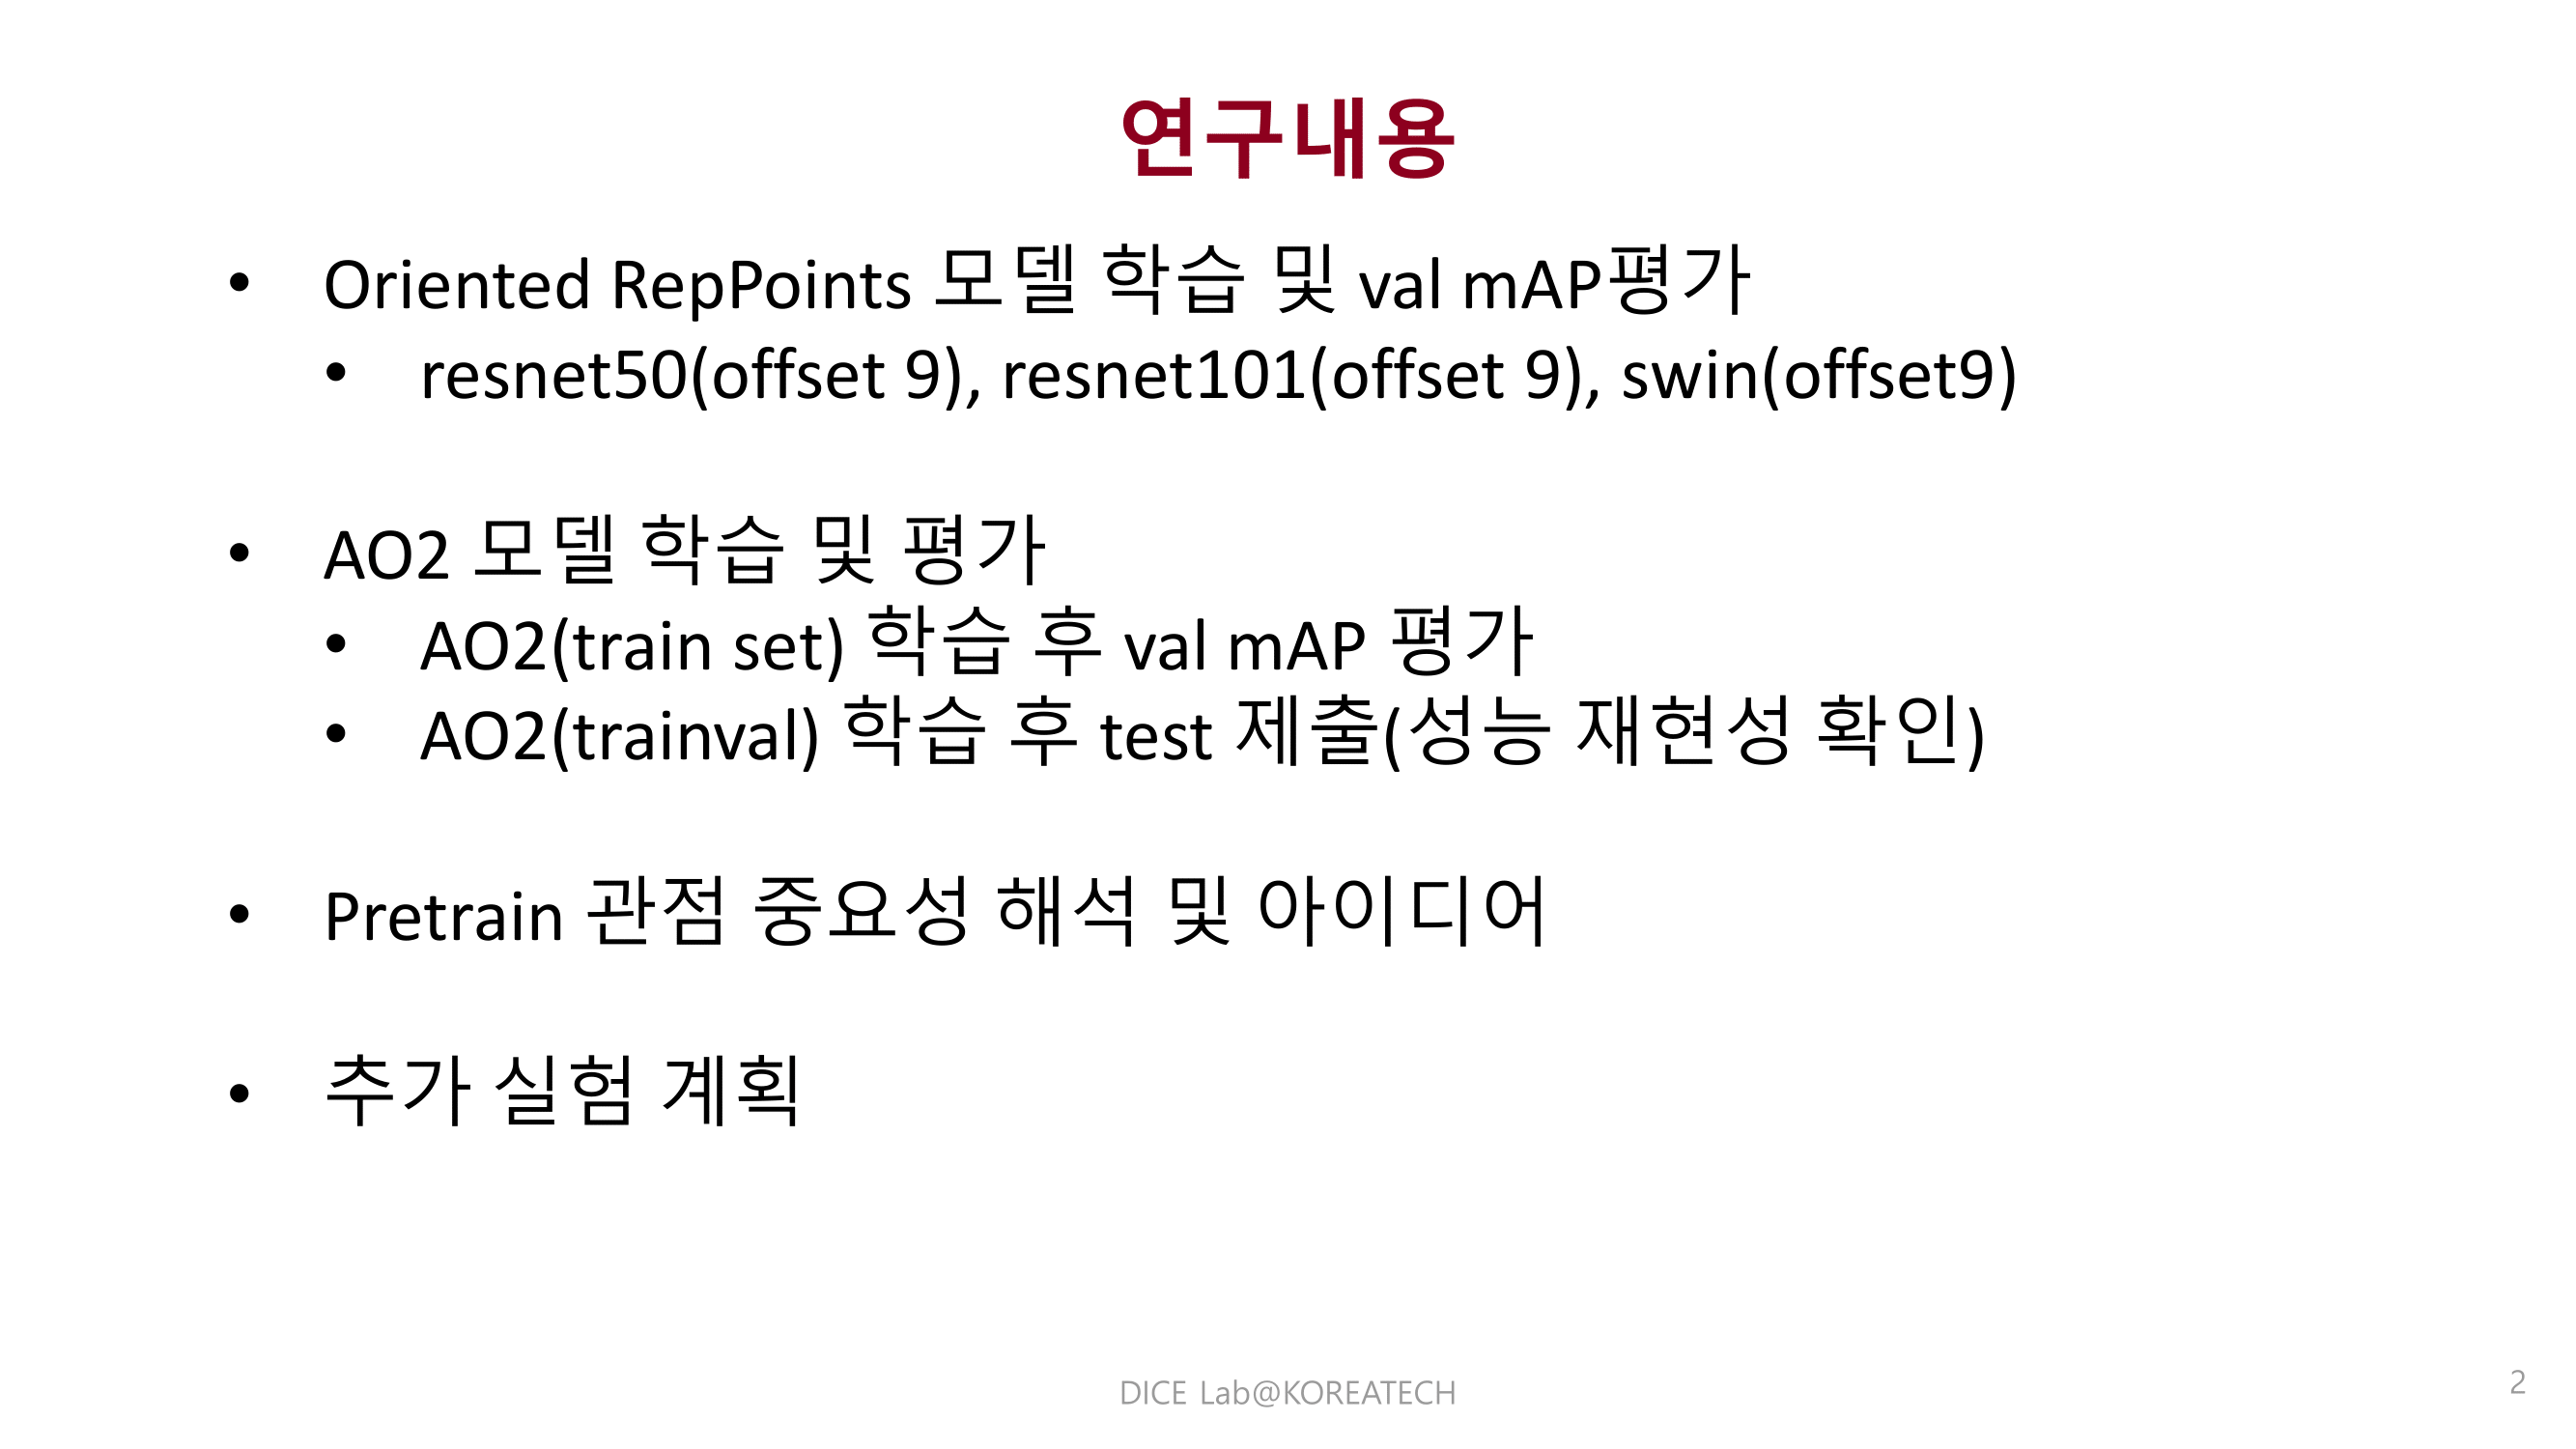 연구내용
• Oriented RepPoints 모델 학습 및 val mAP평가
• resnet50(offset 9), resnet101(offset 9), swin(offset9)
• AO2 모델 학습 및 평가
• AO2(train set) 학습 후 val mAP 평가
• AO2(trainval) 학습 후 test 제출(성능 재현성 확인)
• Pretrain 관점 중요성 해석 및 아이디어
• 추가 실험 계획
DICE Lab@KOREATECH
2